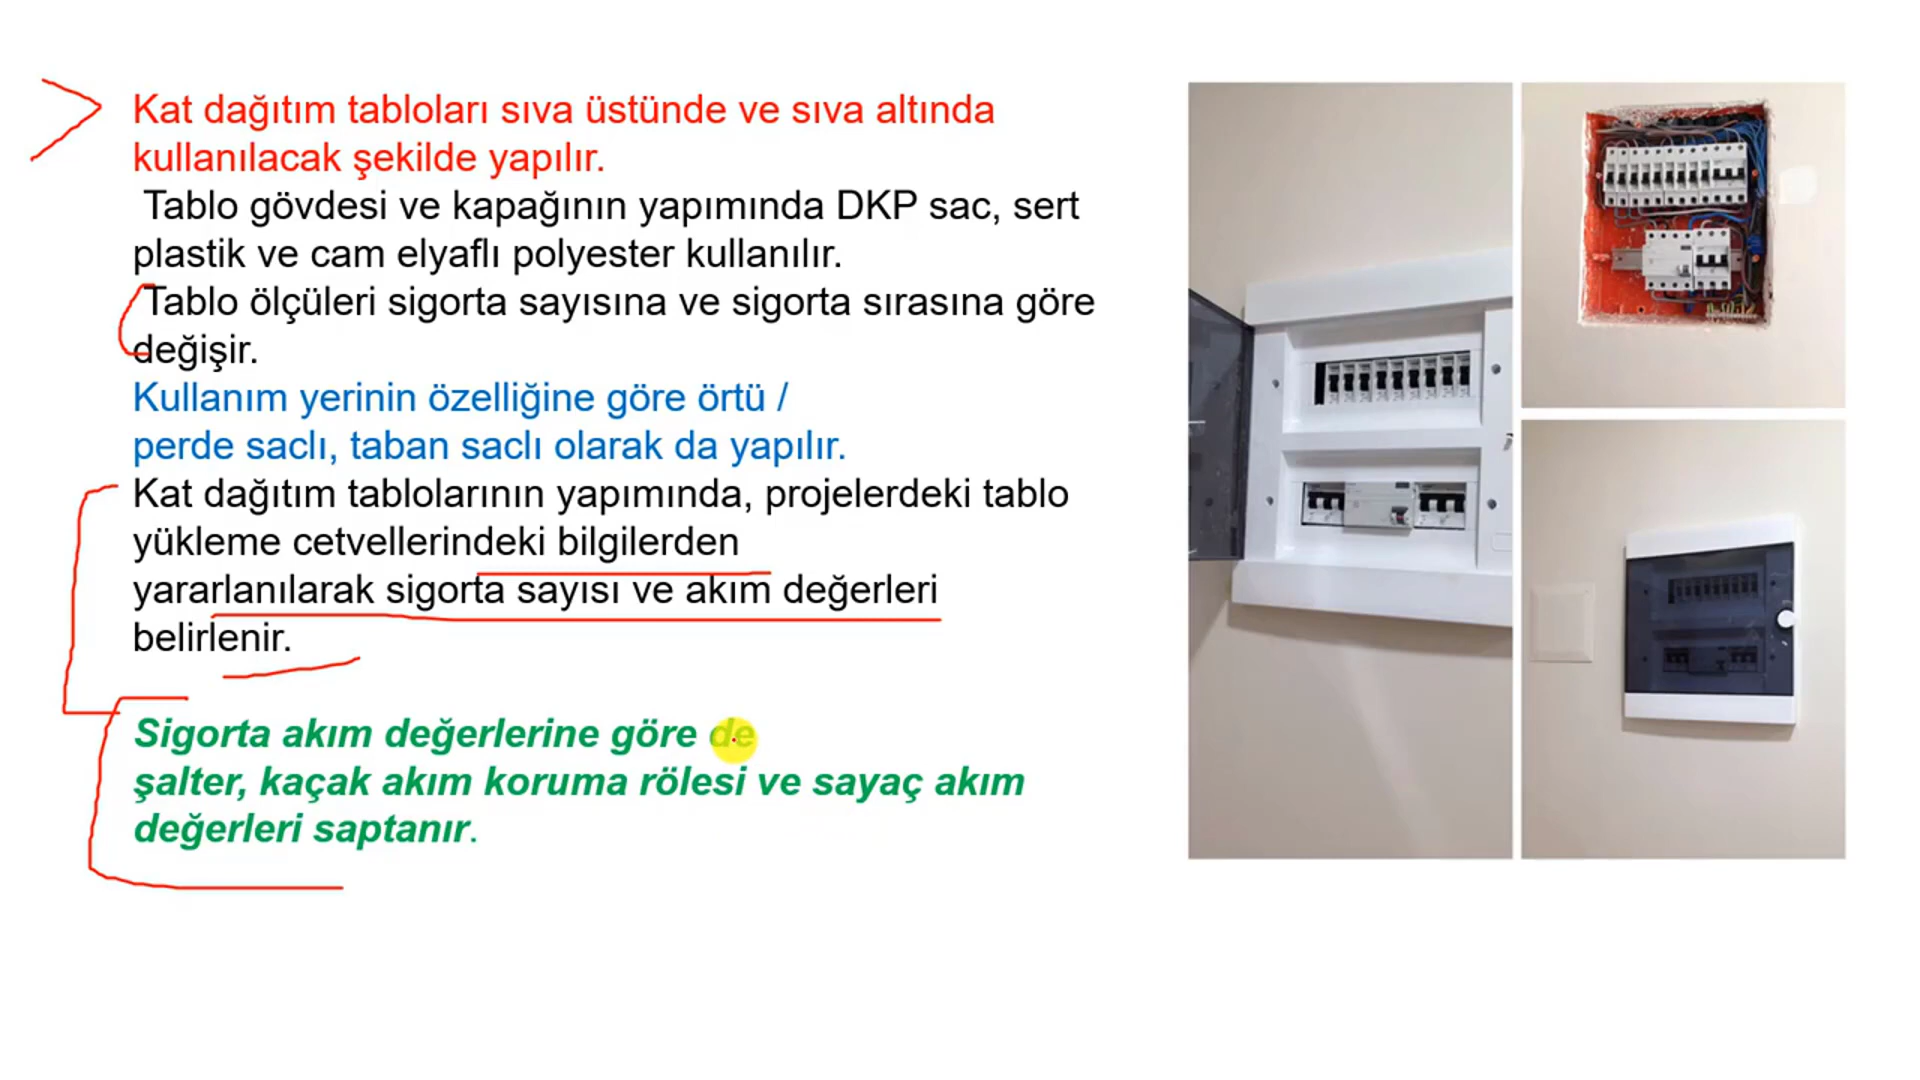 Kat dağıtım tabloları sıva üstünde ve sıva altında
kullanılacak şekilde yapılır.
Tablo gövdesi ve kapağının yapımında DKP sac, sert
plastik ve cam elyaflı polyester kullanılır.
Tablo ölçüleri sigorta sayısına ve sigorta sırasına göre
değişir.
Kullanım yerinin özelliğine göre örtü /
perde saclı, taban saclı olarak da yapılır.
Kat dağıtım tablolarının yapımında, projelerdeki tablo
yükleme cetvellerindeki bilgilerden
yararlanılarak sigorta sayısı ve akım değerleri
belirlenir.
Sigorta akım değerlerine göre de
şalter, kaçak akım koruma rölesi ve sayaç akım
değerleri saptanır.